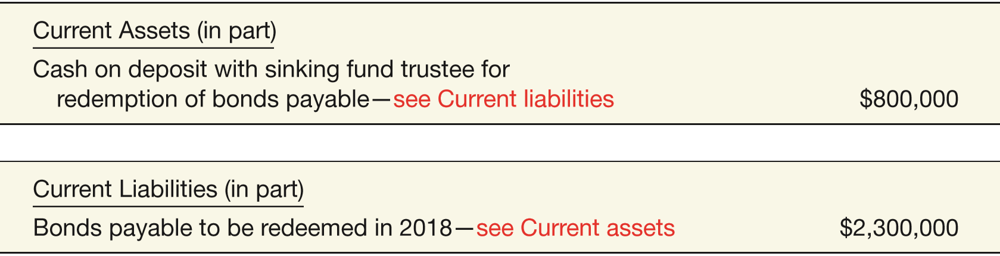 Current Assets (in part)
Cash on deposit with sinking fund trustee for
redemption of bonds payable—see Current liabilities $800,000
Current Liabilities (in part)
Bonds payable to be redeemed in 2018—see Current assets $2,300,000